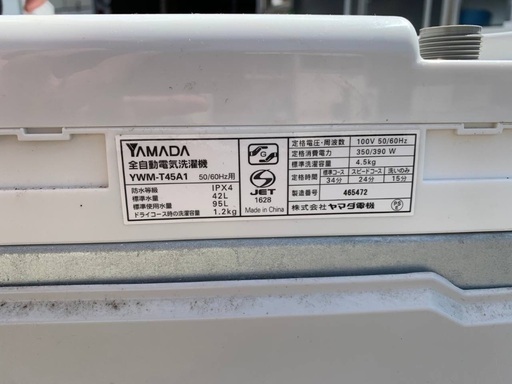 YAMADA
全自動電気洗濯機
YWM-T45A1 50/60Hz用
防水等級 IPX4
標準水量 42L
標準使用水量 95L
ドライコース時の洗濯容量 1.2kg
S
JET
1628
Made in China
定格電圧・周波数 100V 50/60Hz
定格消費電力 350/390 W
標準洗濯容量 4.5kg
定格時間 標準コース スピードコース 洗いのみ
34分 24分 15分
製造番号 465472
株式会社ヤマダ電機